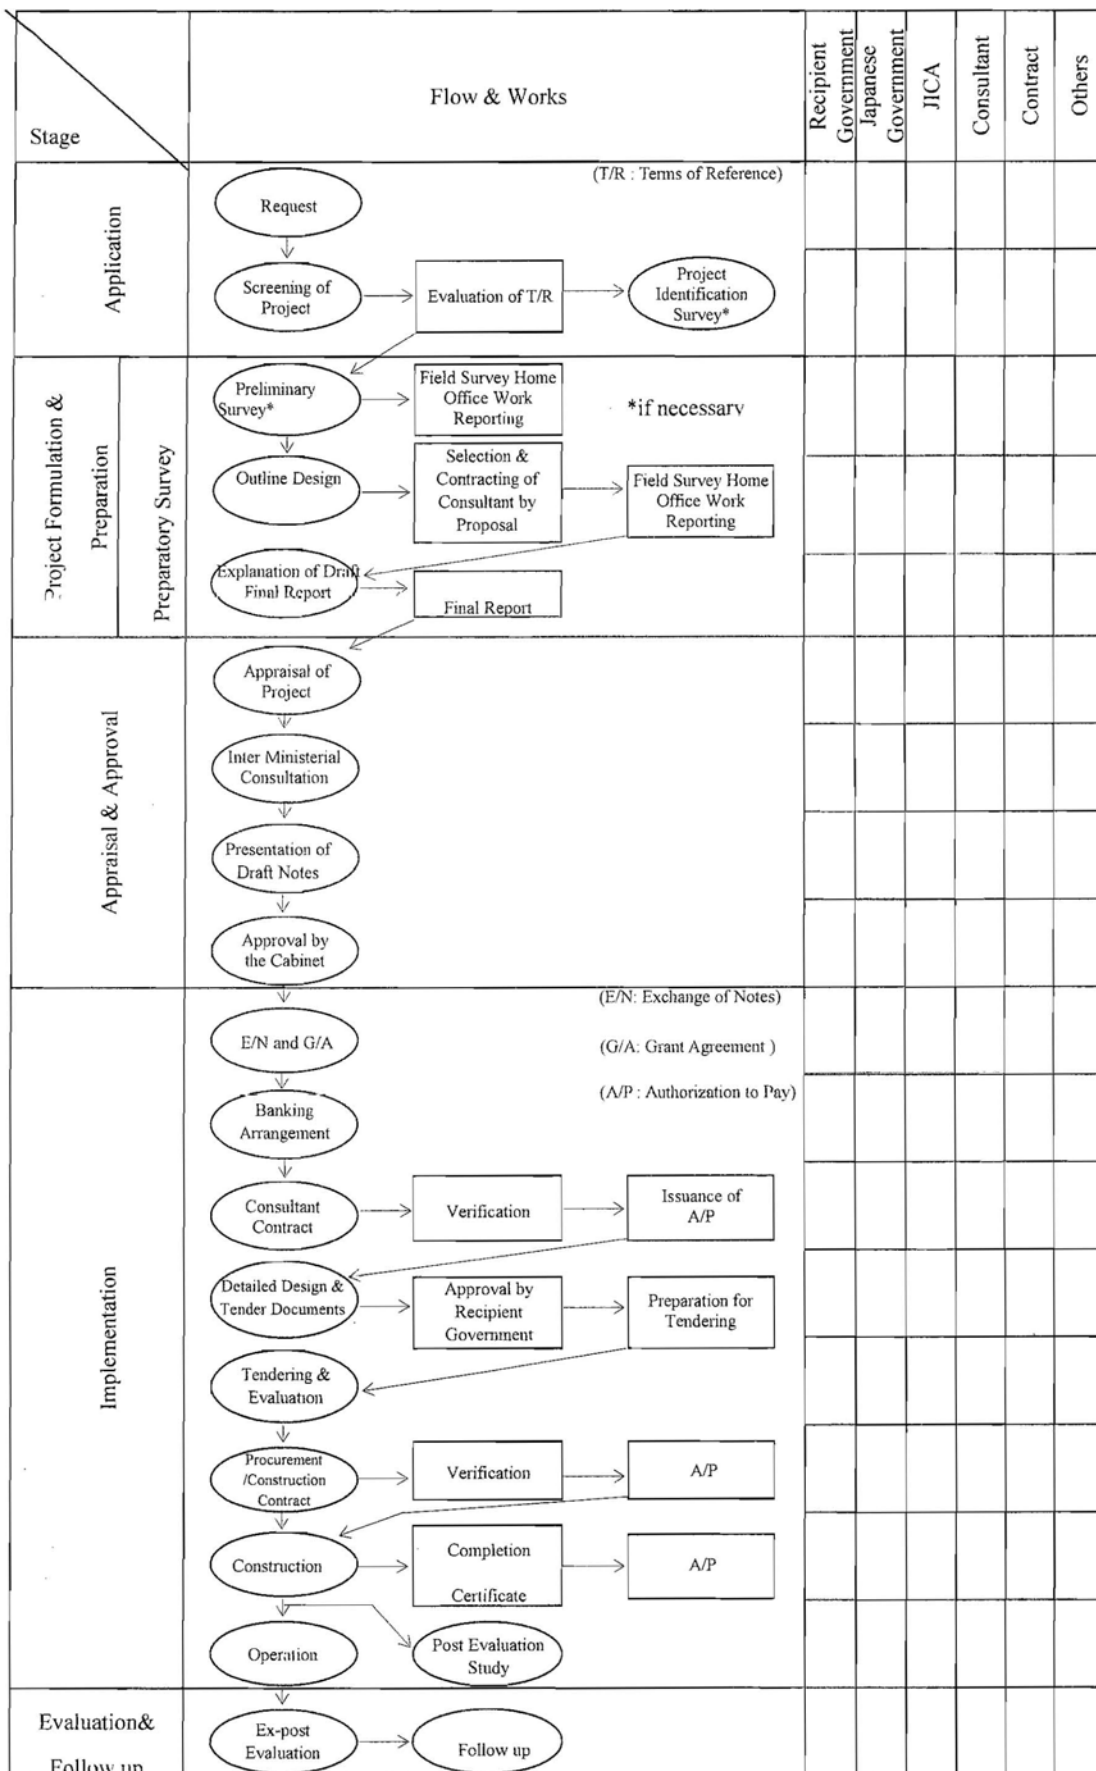 Stage
Flow & Works
Recipient
Government
Japanese
Government
JICA
Consultant
Contract
Others
Application
(T/R : Terms of Reference)
Request
Screening of
Project
Evaluation of T/R
Project
Identification
Survey*
Project Formulation &
Preparation
Preparatory Survey
Preliminary
Survey*
Field Survey Home
Office Work
Reporting
*if necessary
Outline Design
Selection &
Contracting of
Consultant by
Proposal
Field Survey Home
Office Work
Reporting
Explanation of Draft
Final Report
Final Report
Appraisal & Approval
Appraisal of
Project
Inter Ministerial
Consultation
Presentation of
Draft Notes
Approval by
the Cabinet
Implementation
(E/N: Exchange of Notes)
E/N and G/A
(G/A: Grant Agreement )
(A/P : Authorization to Pay)
Banking
Arrangement
Consultant
Contract
Verification
Issuance of
A/P
Detailed Design &
Tender Documents
Approval by
Recipient
Government
Preparation for
Tendering
Tendering &
Evaluation
Procurement
/Construction
Contract
Verification
A/P
Construction
Completion
Certificate
A/P
Operation
Post Evaluation
Study
Evaluation&
Follow up
Ex-post
Evaluation
Follow up